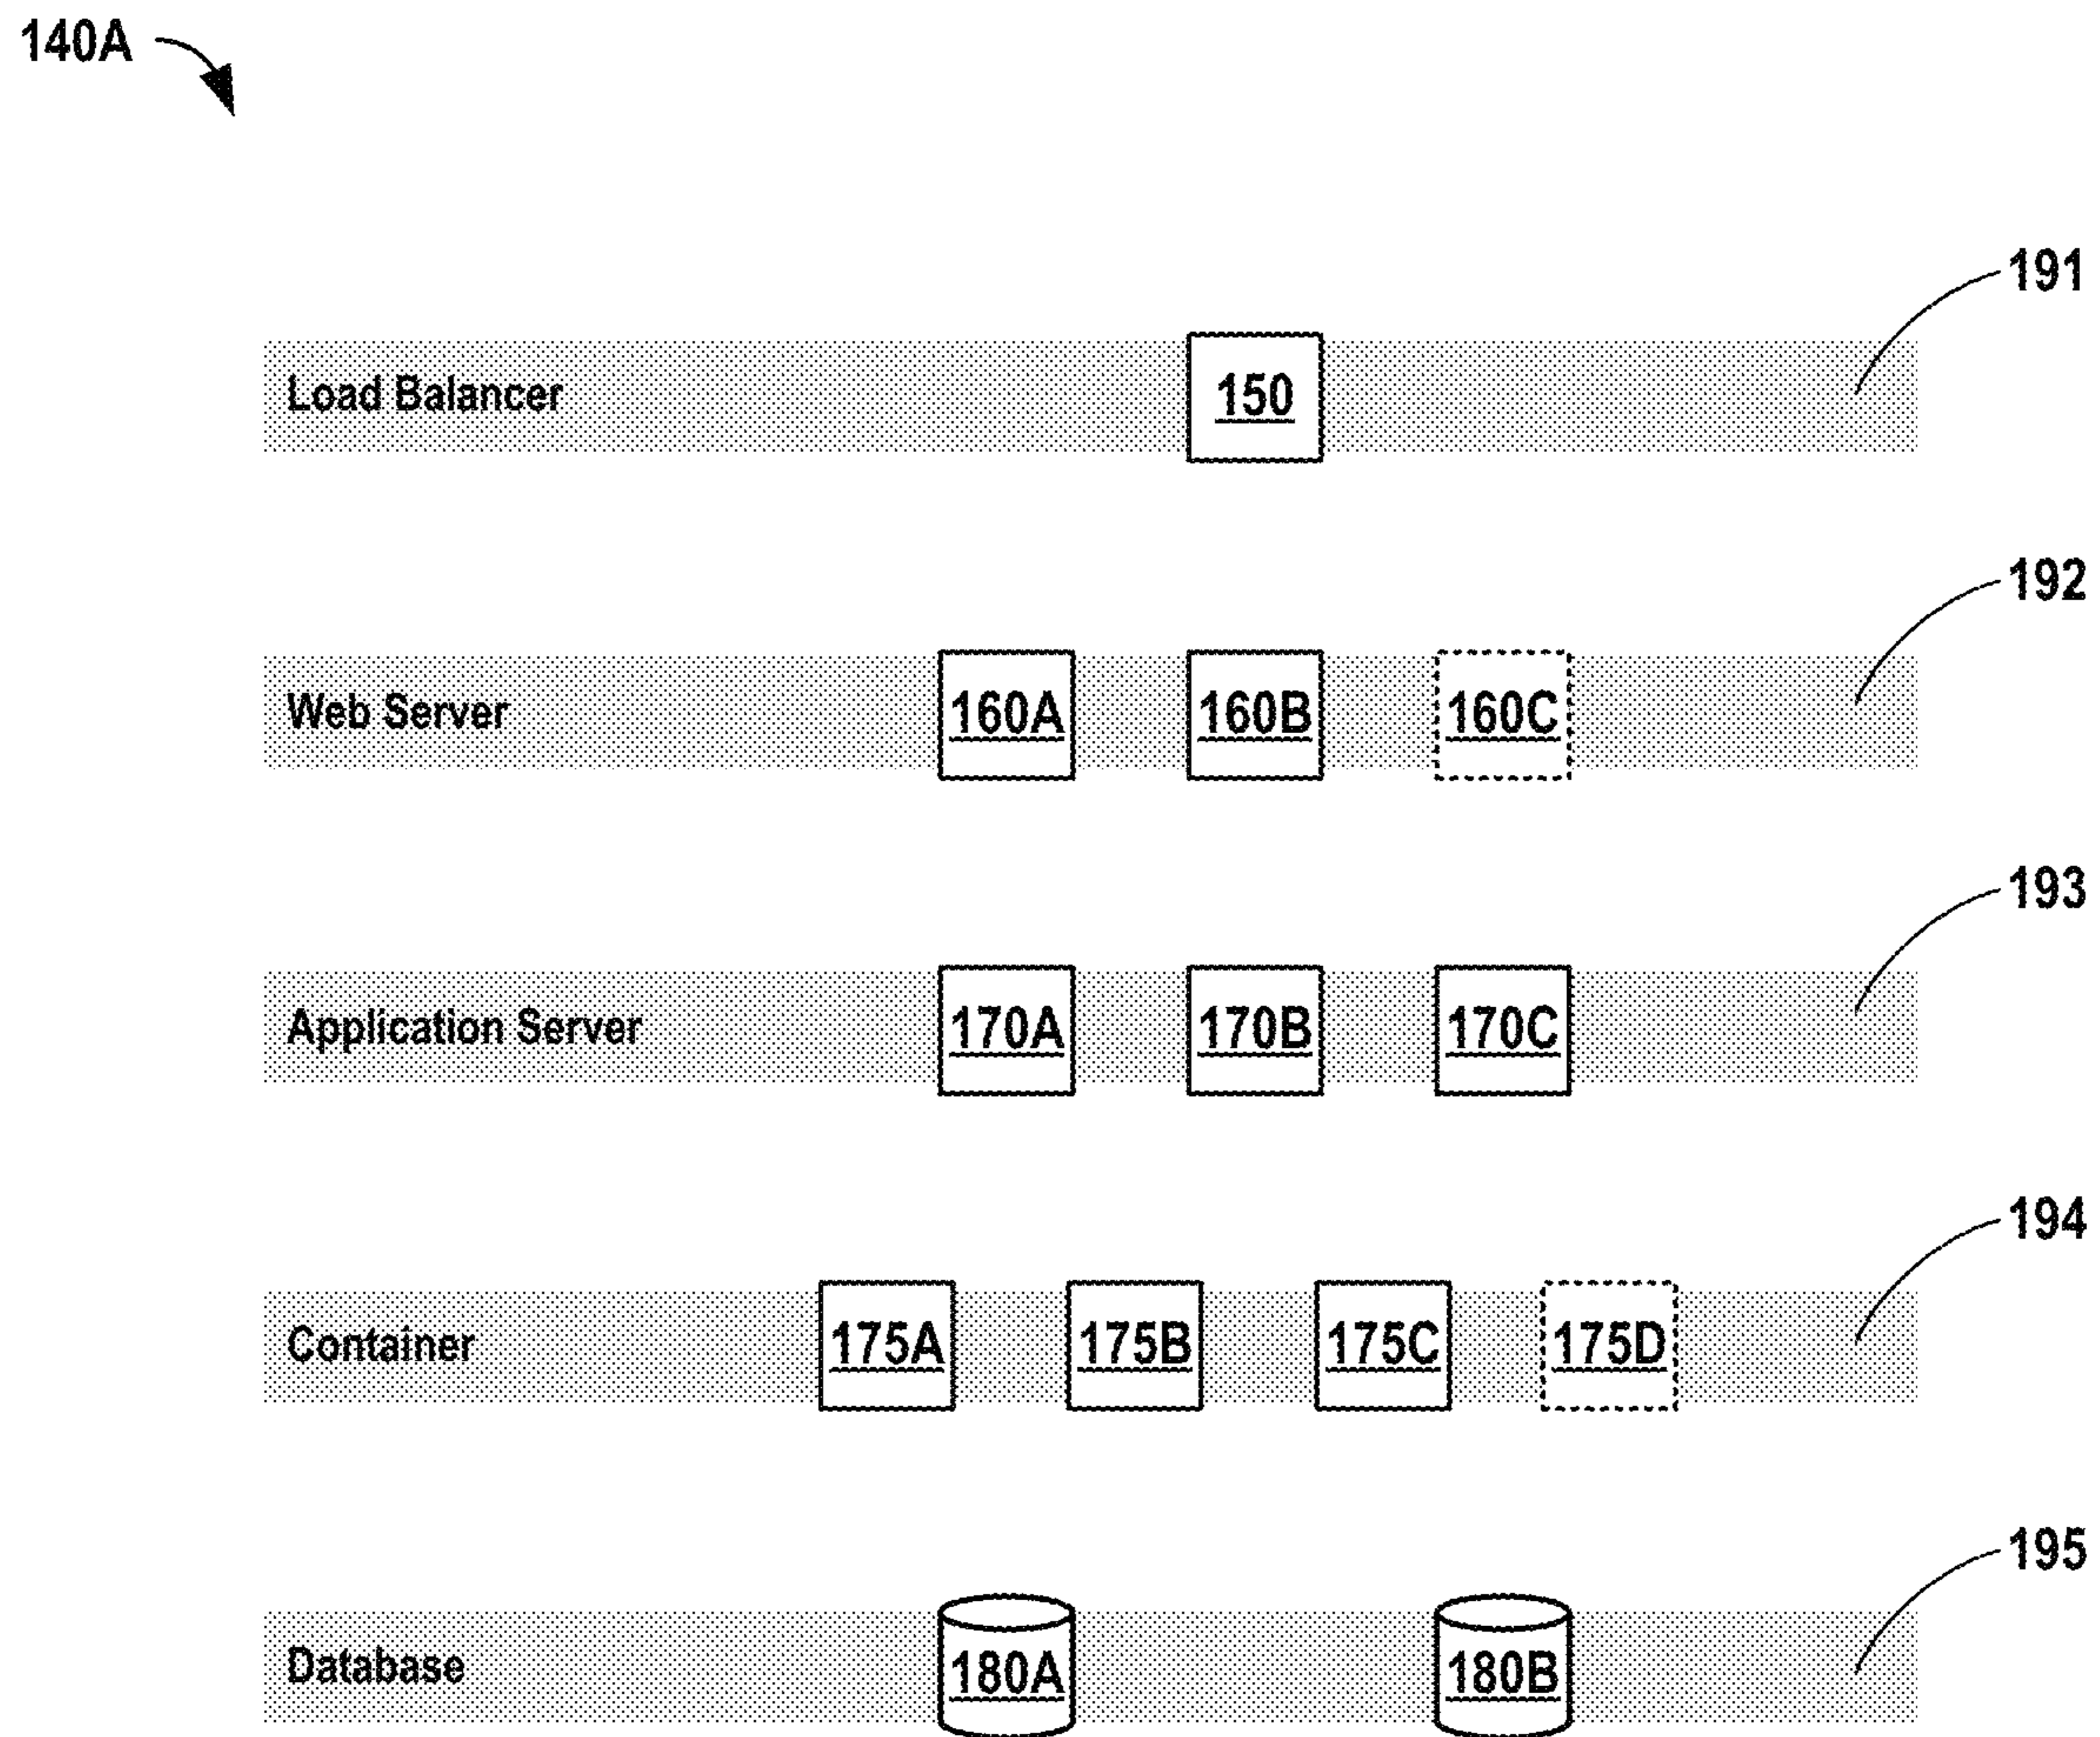 140A
191
Load Balancer 150
192
Web Server 160A 160B 160C
193
Application Server 170A 170B 170C
194
Container 175A 175B 175C 175D
195
Database 180A 180B